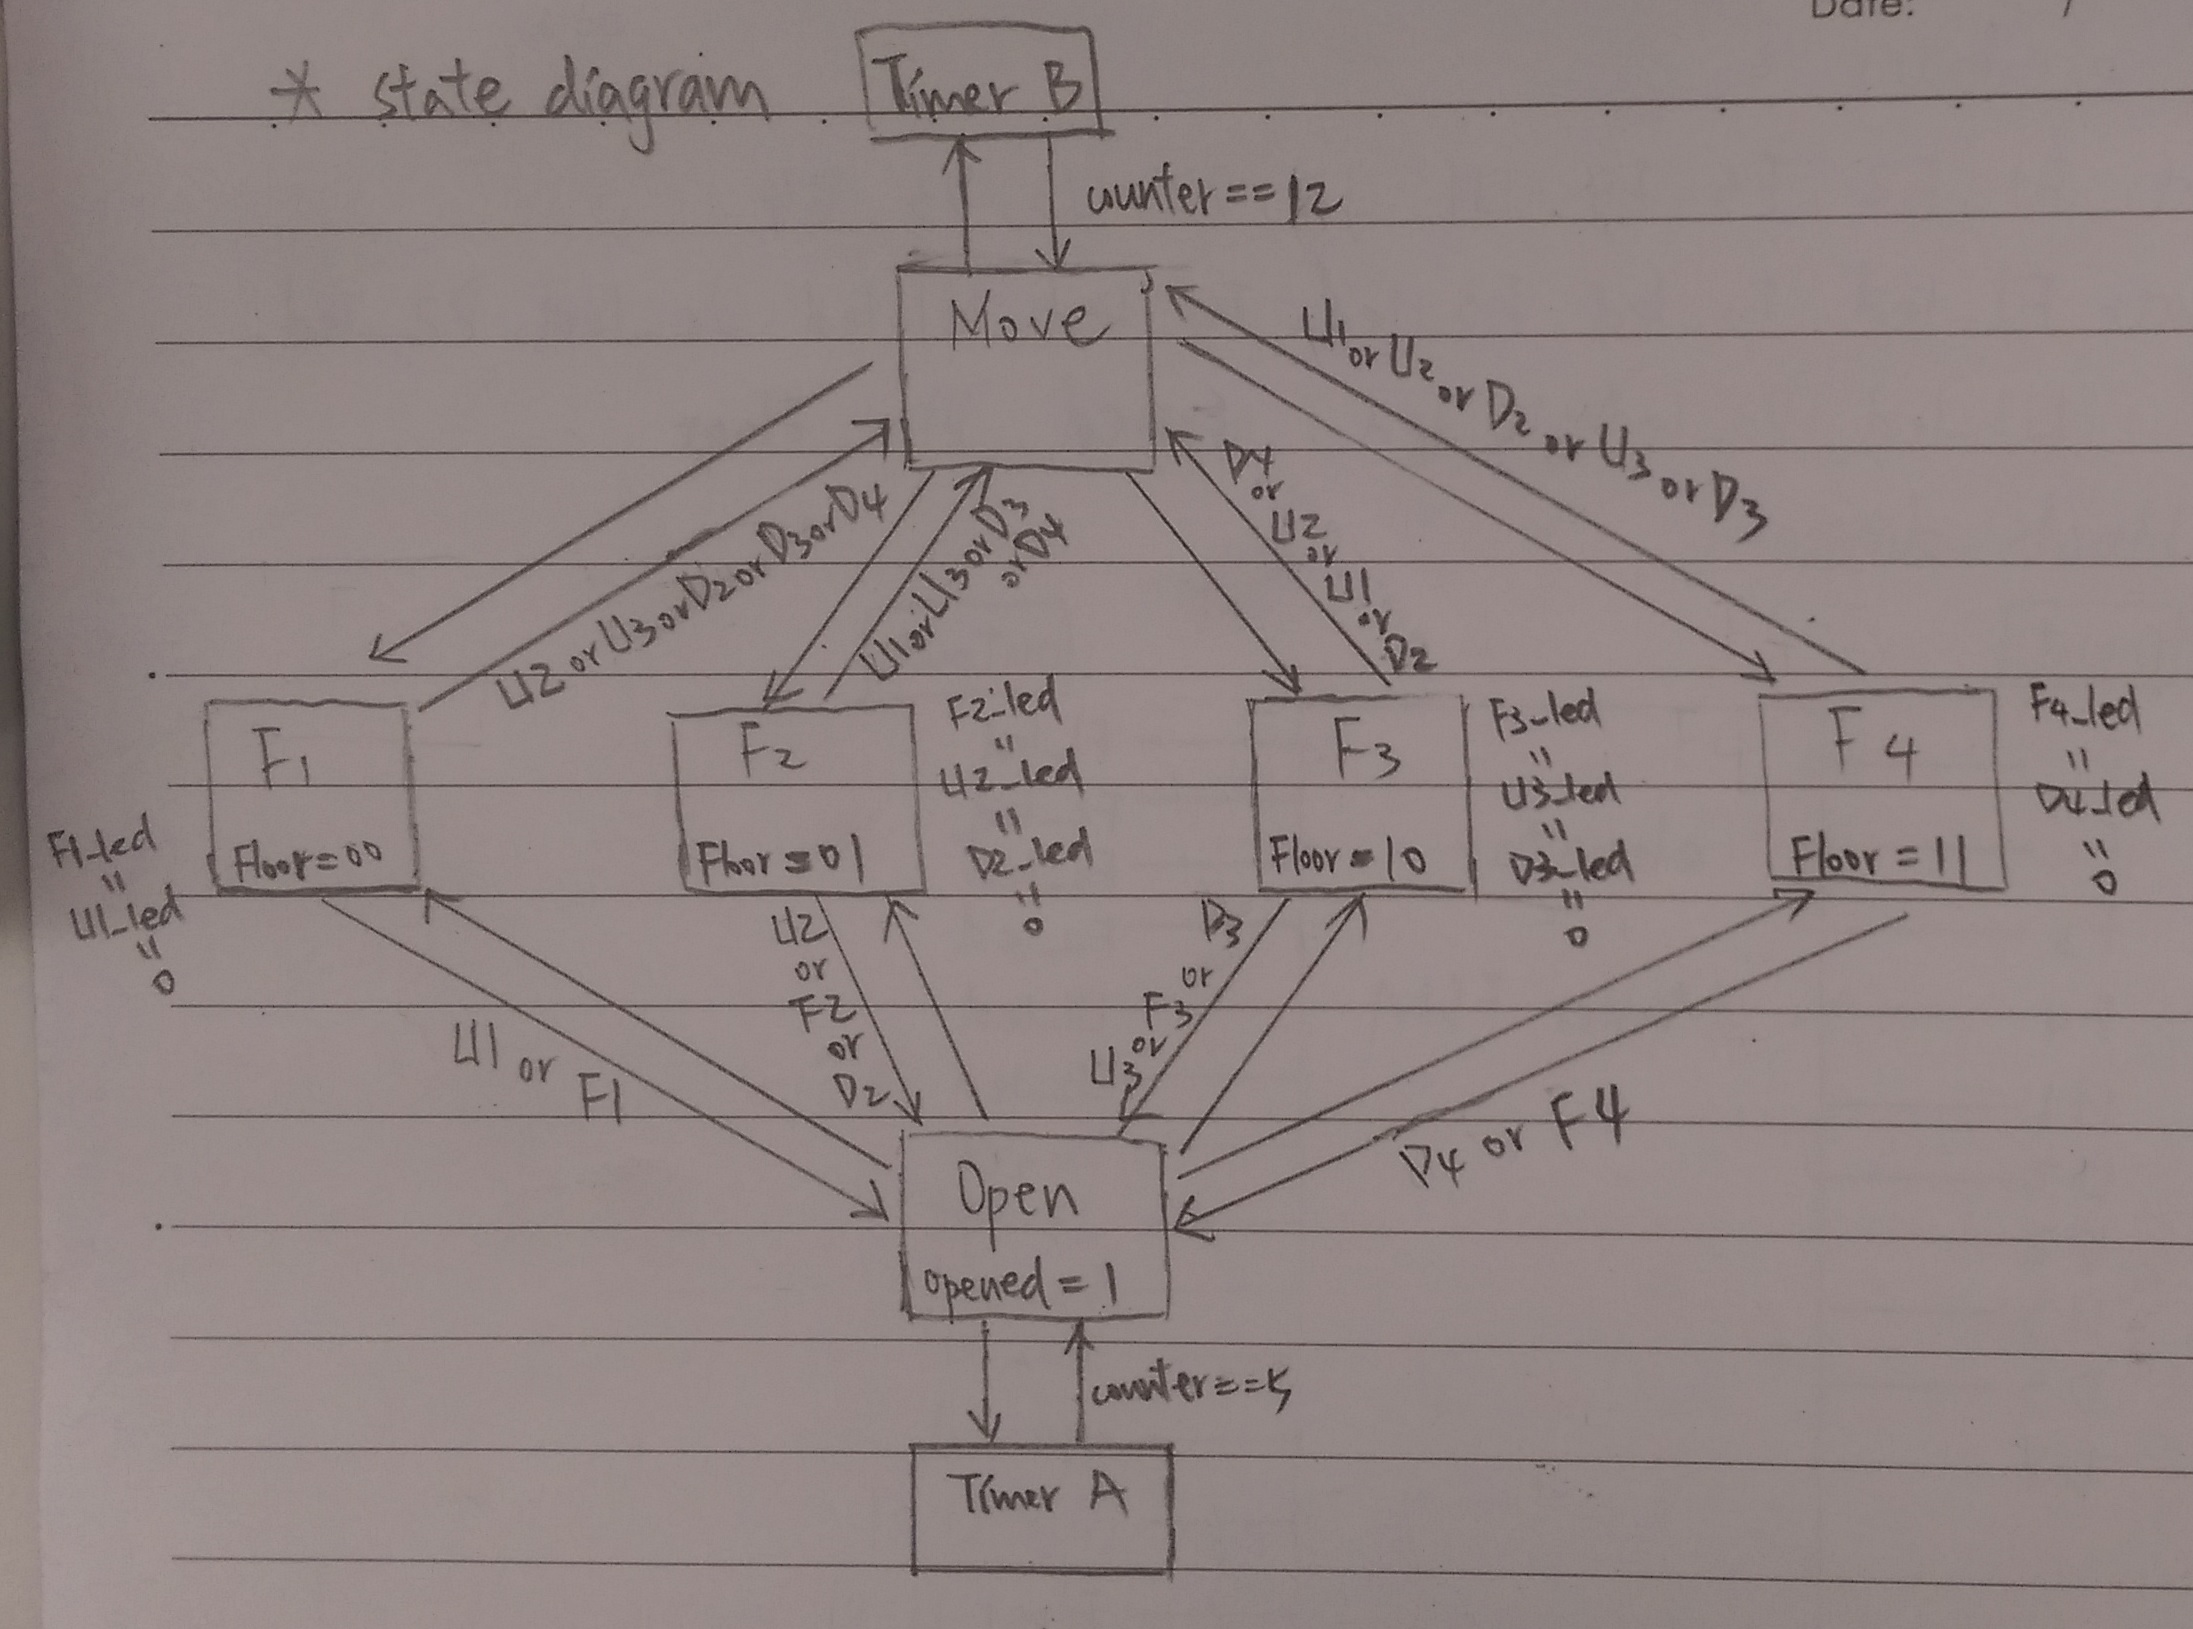 Date: /
* state diagram
Timer B
counter==12
Move
U1 or U2 or D2 or U3 or D3
D4 or U2 or U1 or D2
U2 or U3 or D2 or D3 or D4
U1 or U3 or D3
or D4
F1
Floor=00
F1_led
"
U1_led
"
0
F2
Floor=01
F2_led
"
U2_led
"
D2_led
"
0
F3
Floor=10
F3_led
"
U3_led
"
D3_led
"
0
F4
Floor=11
F4_led
"
D4_led
"
0
U1 or F1
U2
or
F2
or
D2
D3
or
F3
or
U3
D4 or F4
Open
opened=1
counter==5
Timer A